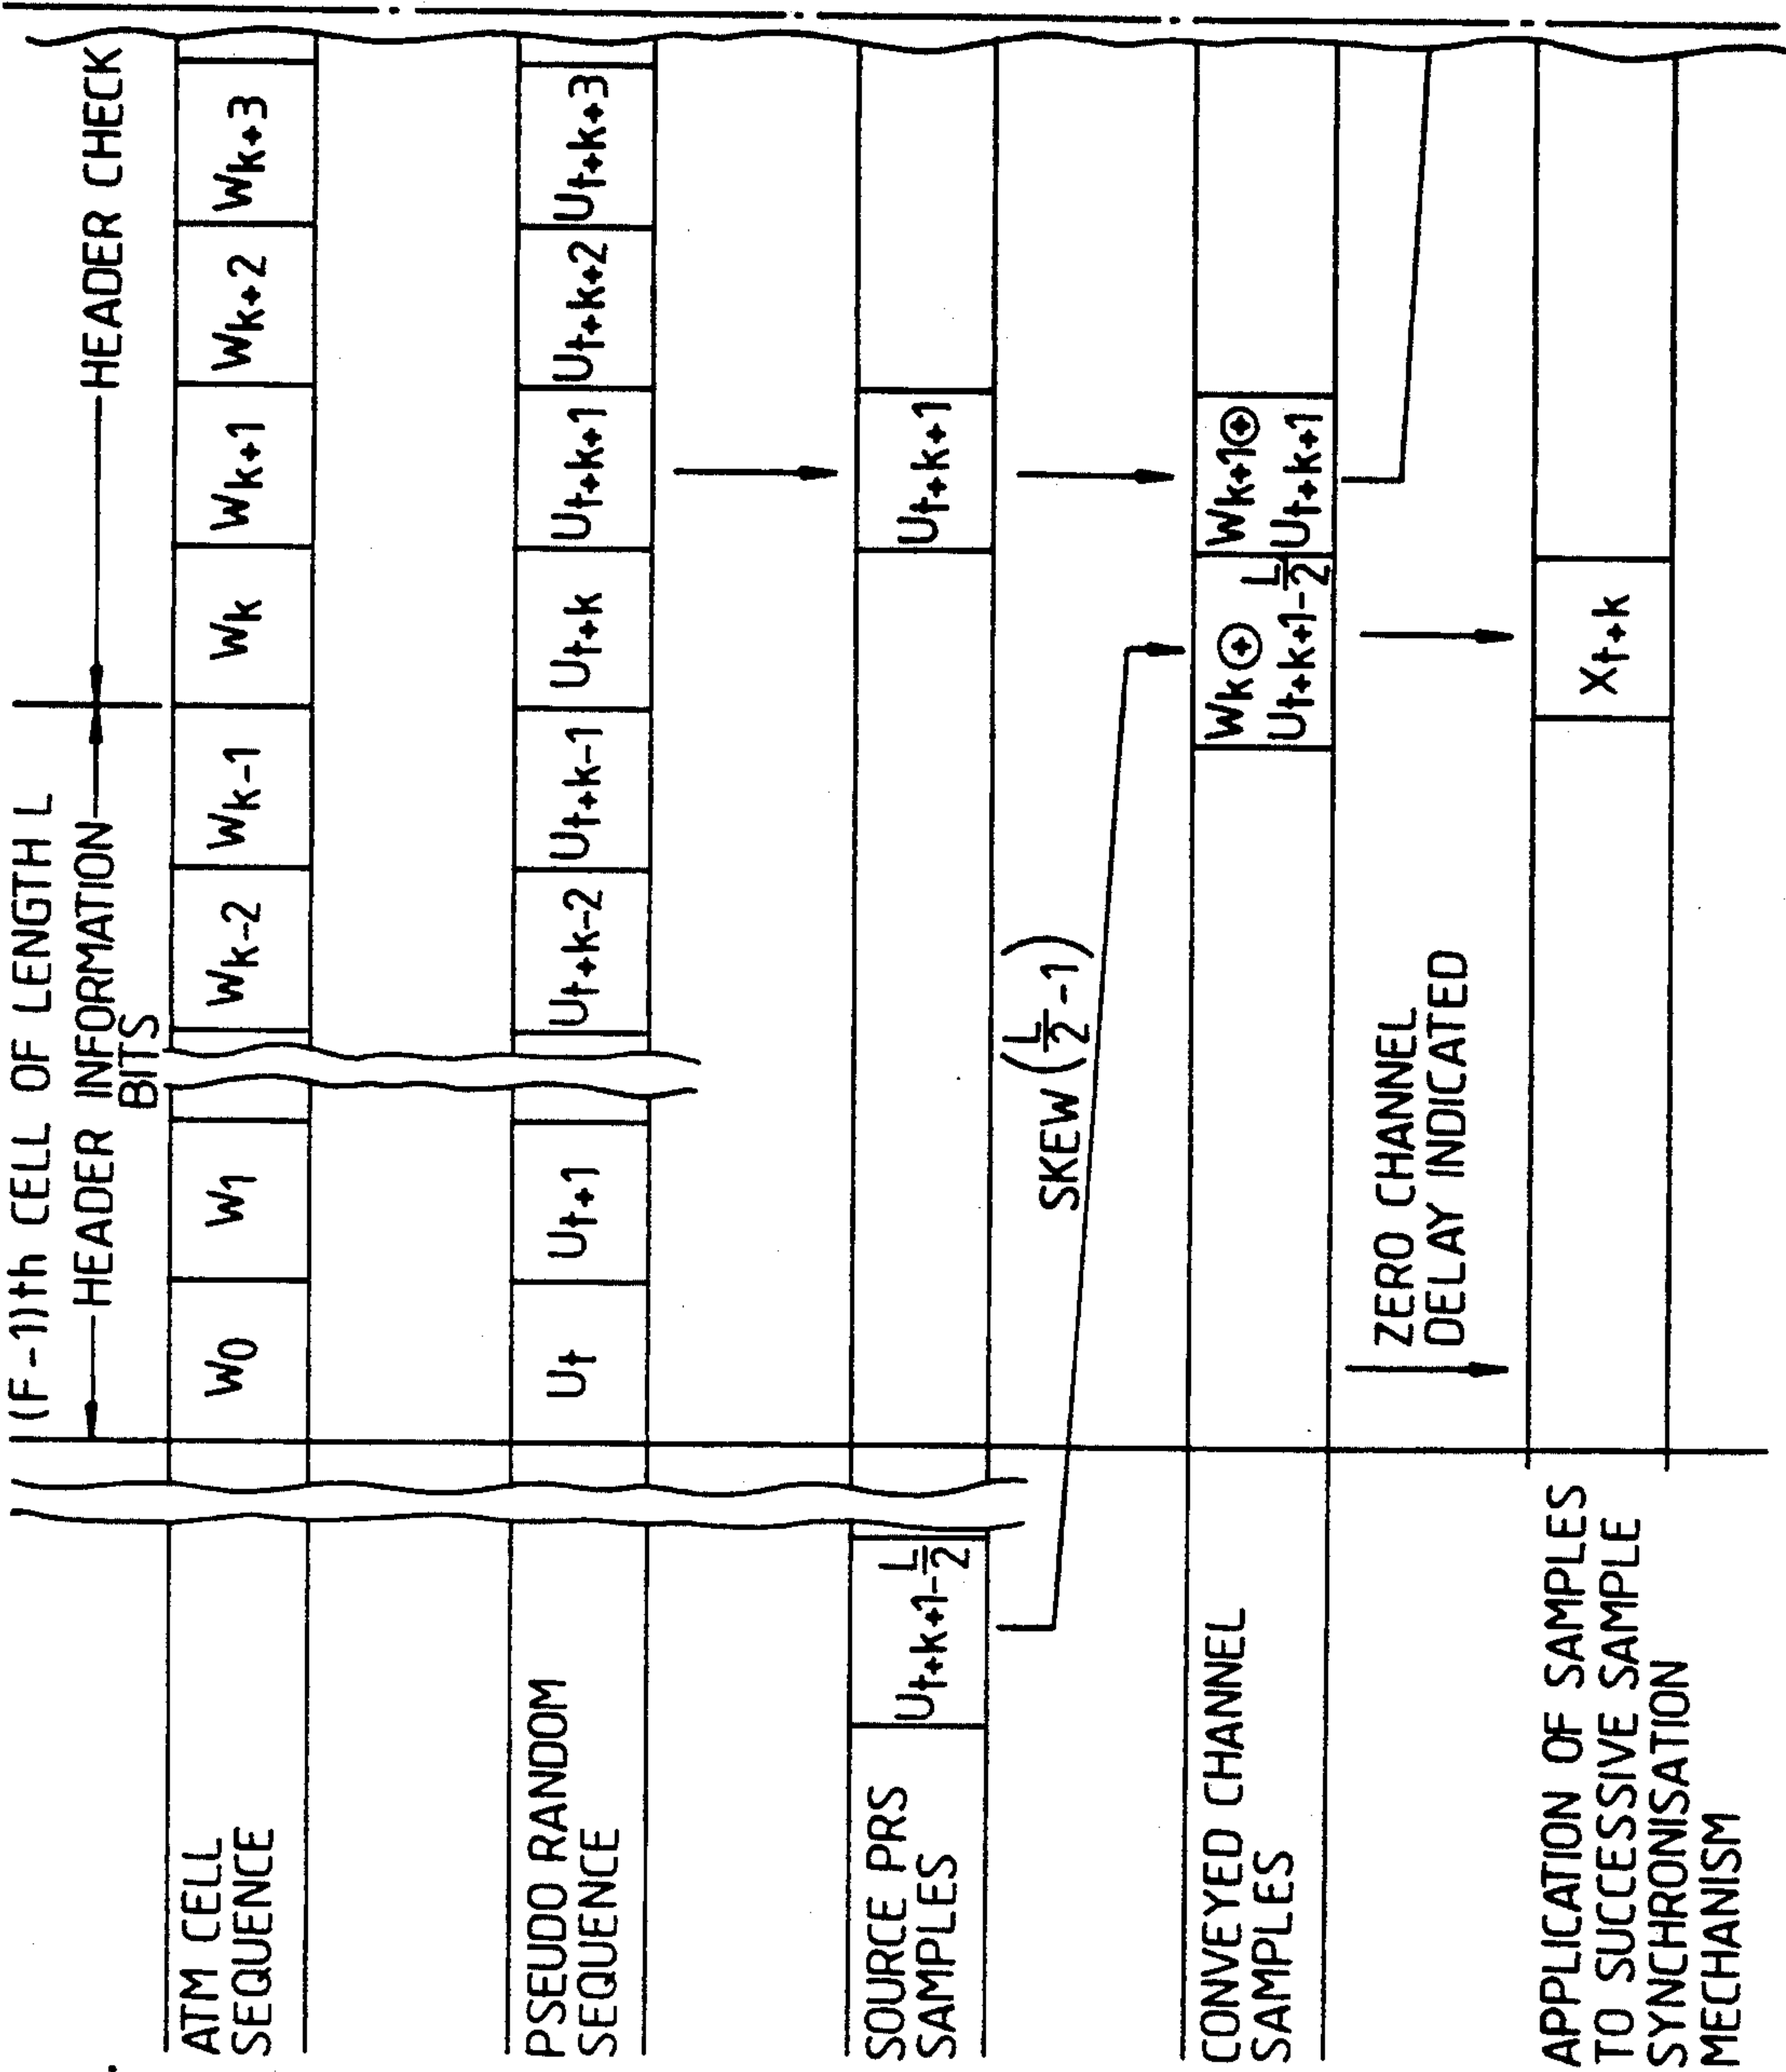 (F-1)th CELL OF LENGTH L
HEADER INFORMATION
BITS
HEADER CHECK
ATM CELL
SEQUENCE
W0 W1 Wk-2 Wk-1 Wk Wk+1 Wk+2 Wk+3
PSEUDO RANDOM
SEQUENCE
Ut Ut+1 Ut+k-2 Ut+k-1 Ut+k Ut+k+1 Ut+k+2 Ut+k+3
SOURCE PRS
SAMPLES
Ut+k+1-L/2 Ut+k+1
SKEW (L/2 -1)
CONVEYED CHANNEL
SAMPLES
Wk ⊕
Ut+k+1-L/2
Wk+1 ⊕
Ut+k+1
ZERO CHANNEL
DELAY INDICATED
APPLICATION OF SAMPLES
TO SUCCESSIVE SAMPLE
SYNCHRONISATION
MECHANISM
Xt+k